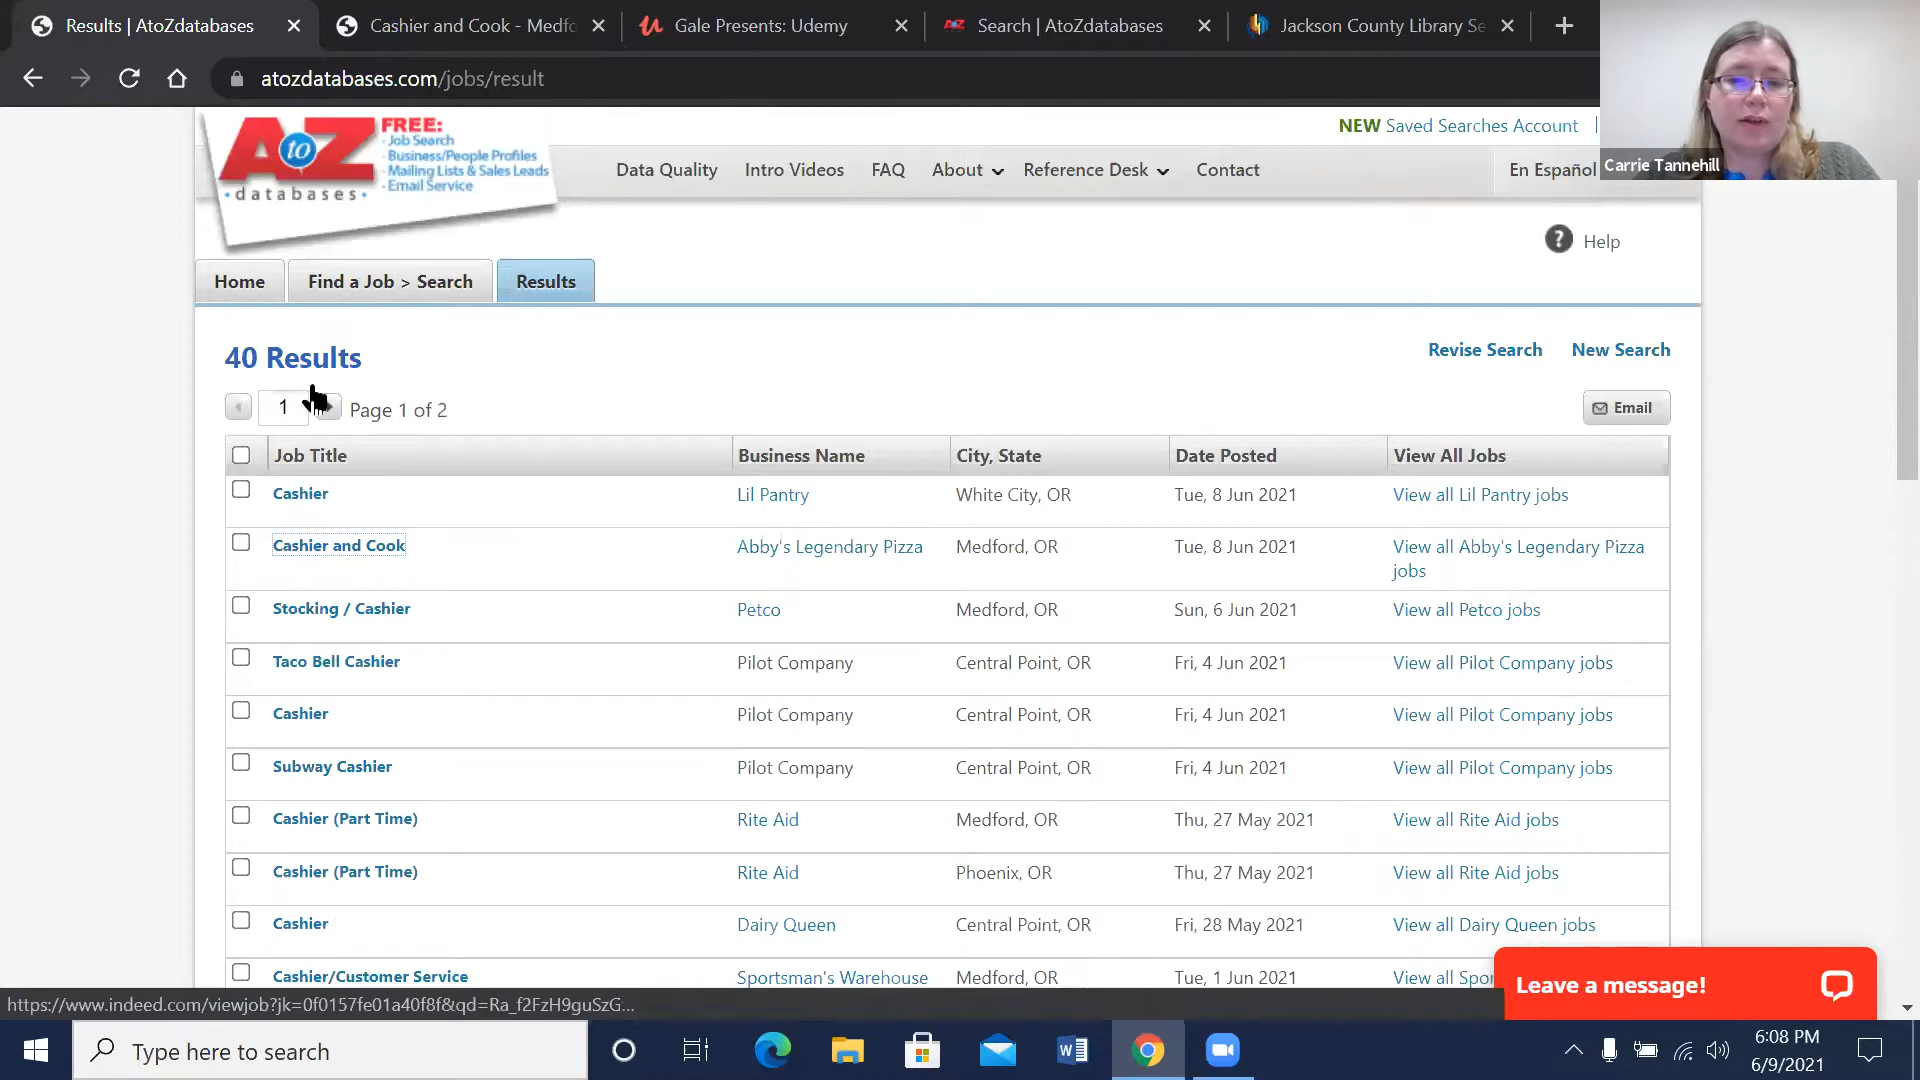 Results | AtoZdatabases
Cashier and Cook - Medfo
Gale Presents: Udemy
Search | AtoZdatabases
Jackson County Library Se
atozdatabases.com/jobs/result
Carrie Tannehill
A to Z
databases
FREE:
Job Search
Business/People Profiles
Mailing Lists & Sales Leads
Email Service
NEW Saved Searches Account
Data Quality Intro Videos FAQ About Reference Desk Contact En Español
? Help
Home Find a Job > Search Results
40 Results
Revise Search New Search
1 Page 1 of 2
Email
Job Title Business Name City, State Date Posted View All Jobs
Cashier Lil Pantry White City, OR Tue, 8 Jun 2021 View all Lil Pantry jobs
Cashier and Cook Abby's Legendary Pizza Medford, OR Tue, 8 Jun 2021 View all Abby's Legendary Pizza
jobs
Stocking / Cashier Petco Medford, OR Sun, 6 Jun 2021 View all Petco jobs
Taco Bell Cashier Pilot Company Central Point, OR Fri, 4 Jun 2021 View all Pilot Company jobs
Cashier Pilot Company Central Point, OR Fri, 4 Jun 2021 View all Pilot Company jobs
Subway Cashier Pilot Company Central Point, OR Fri, 4 Jun 2021 View all Pilot Company jobs
Cashier (Part Time) Rite Aid Medford, OR Thu, 27 May 2021 View all Rite Aid jobs
Cashier (Part Time) Rite Aid Phoenix, OR Thu, 27 May 2021 View all Rite Aid jobs
Cashier Dairy Queen Central Point, OR Fri, 28 May 2021 View all Dairy Queen jobs
Cashier/Customer Service Sportsman's Warehouse Medford, OR Tue, 1 Jun 2021 View all Spo
Leave a message!
https://www.indeed.com/viewjob?jk=0f0157fe01a40f8f&qd=Ra_f2FzH9guSzG...
Type here to search
6:08 PM
6/9/2021